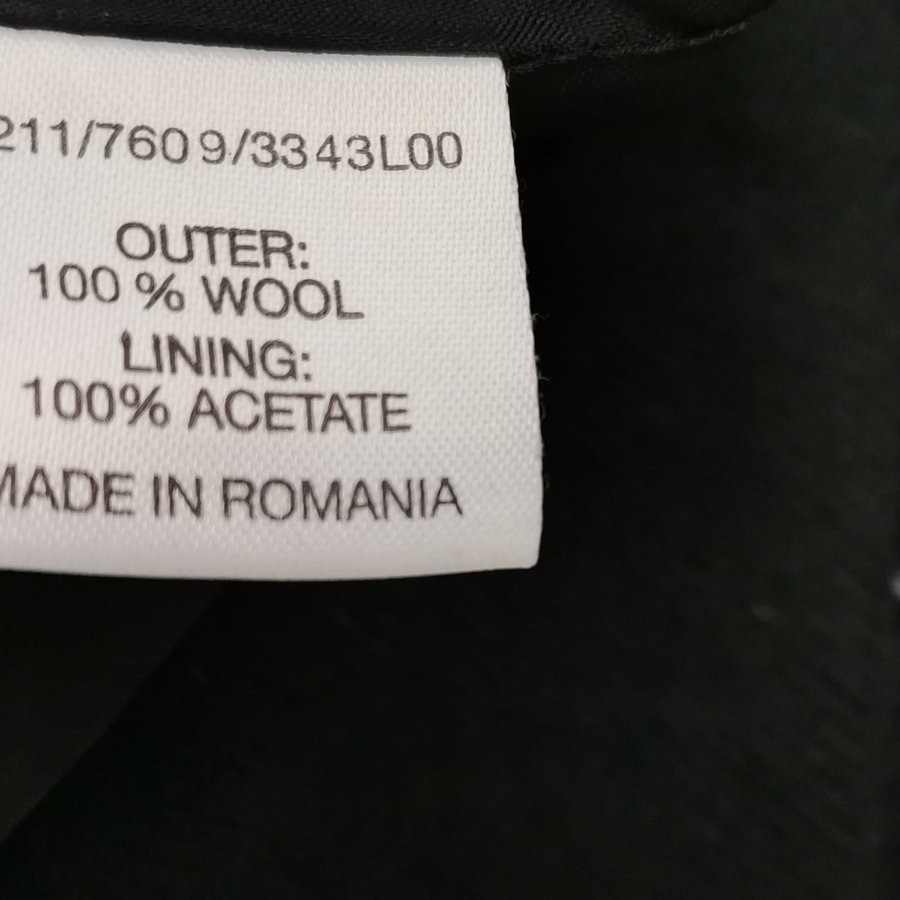 211/7609/3343L00
OUTER:
100 % WOOL
LINING:
100% ACETATE
MADE IN ROMANIA